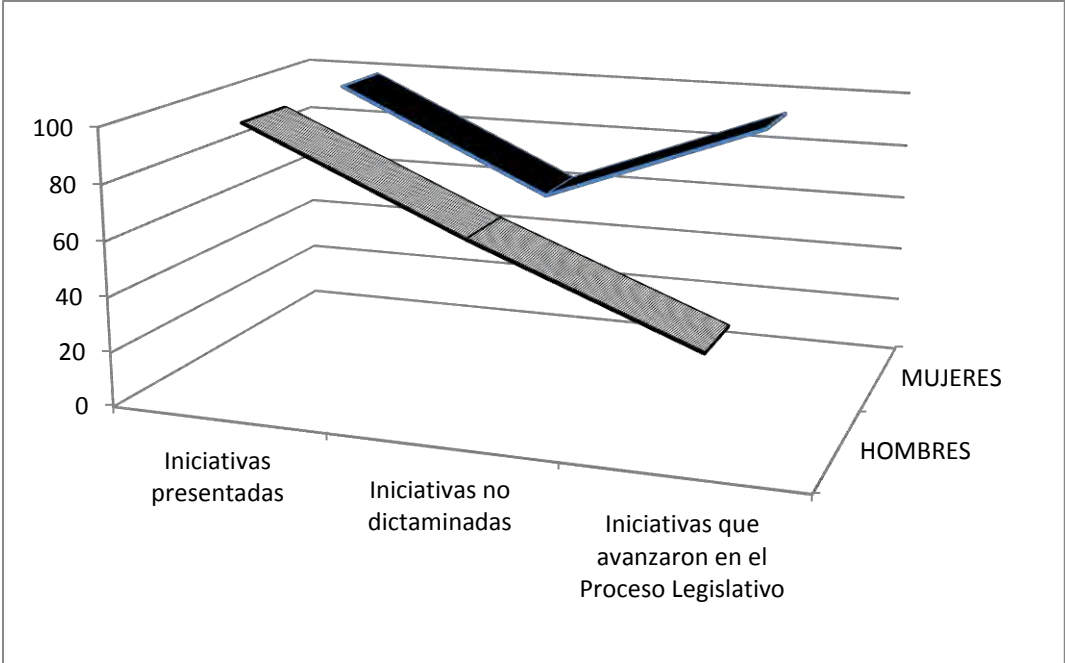 100
80
60
40
20
0
MUJERES
HOMBRES
Iniciativas
presentadas
Iniciativas no
dictaminadas
Iniciativas que
avanzaron en el
Proceso Legislativo